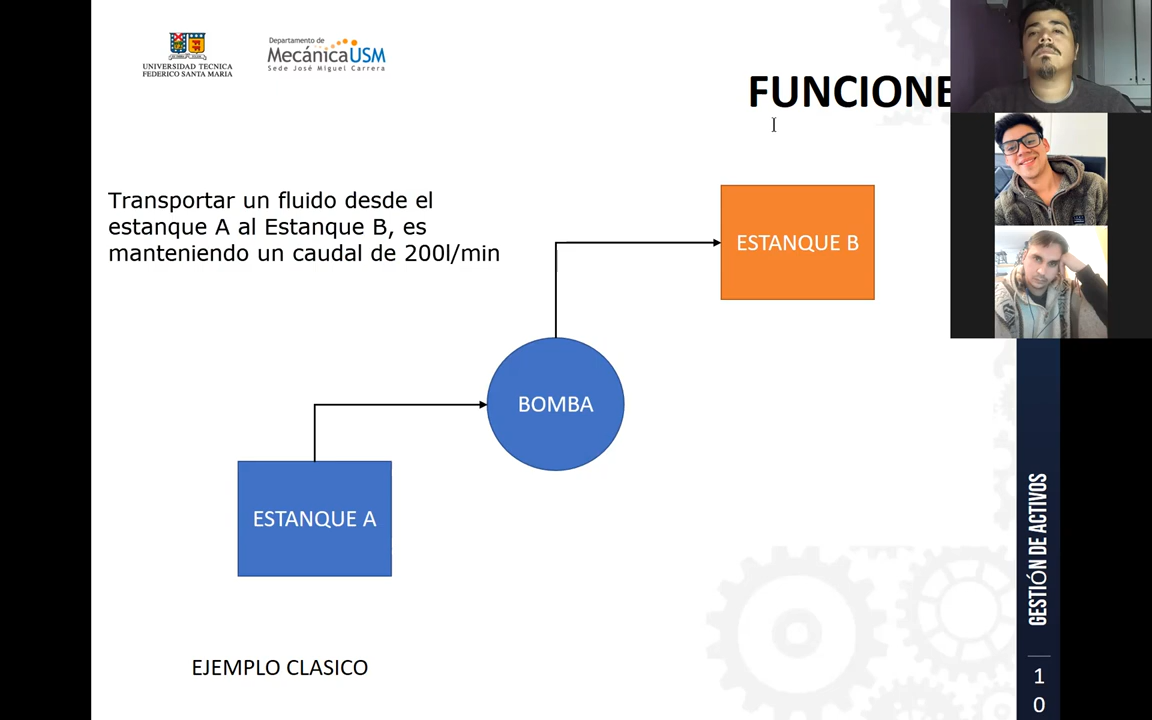 UNIVERSIDAD TECNICA
FEDERICO SANTA MARIA
Departamento de
MecánicaUSM
Sede José Miguel Carrera
FUNCIONE
Transportar un fluido desde el
estanque A al Estanque B, es
manteniendo un caudal de 200l/min
ESTANQUE B
BOMBA
ESTANQUE A
EJEMPLO CLASICO
GESTIÓN DE ACTIVOS
1
0